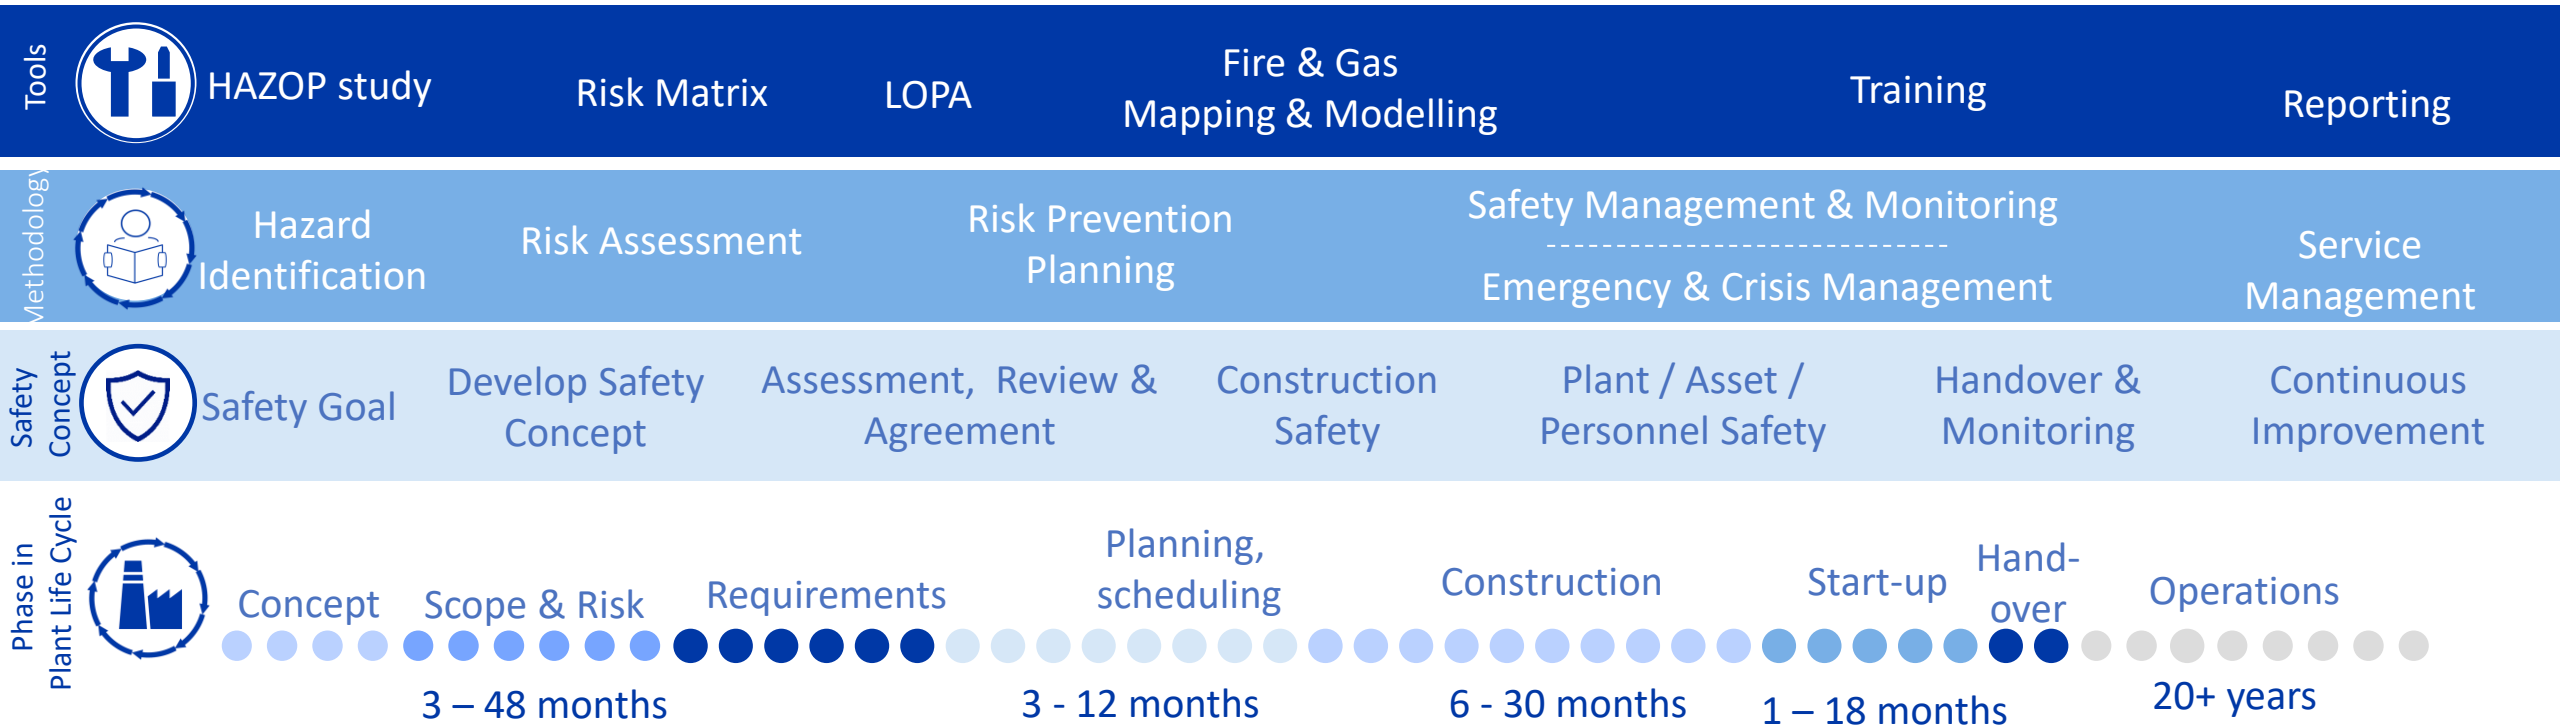 Tools
HAZOP study
Risk Matrix
LOPA
Fire & Gas
Mapping & Modelling
Training
Reporting
Methodology
Hazard
Identification
Risk Assessment
Risk Prevention
Planning
Safety Management & Monitoring
-----------------------------
Emergency & Crisis Management
Service
Management
Safety
Concept
Safety Goal
Develop Safety
Concept
Assessment, Review &
Agreement
Construction
Safety
Plant / Asset /
Personnel Safety
Handover &
Monitoring
Continuous
Improvement
Phase in
Plant Life Cycle
Concept
Scope & Risk
Requirements
Planning,
scheduling
Construction
Start-up
Hand-
over
Operations
3 – 48 months
3 - 12 months
6 - 30 months
1 – 18 months
20+ years